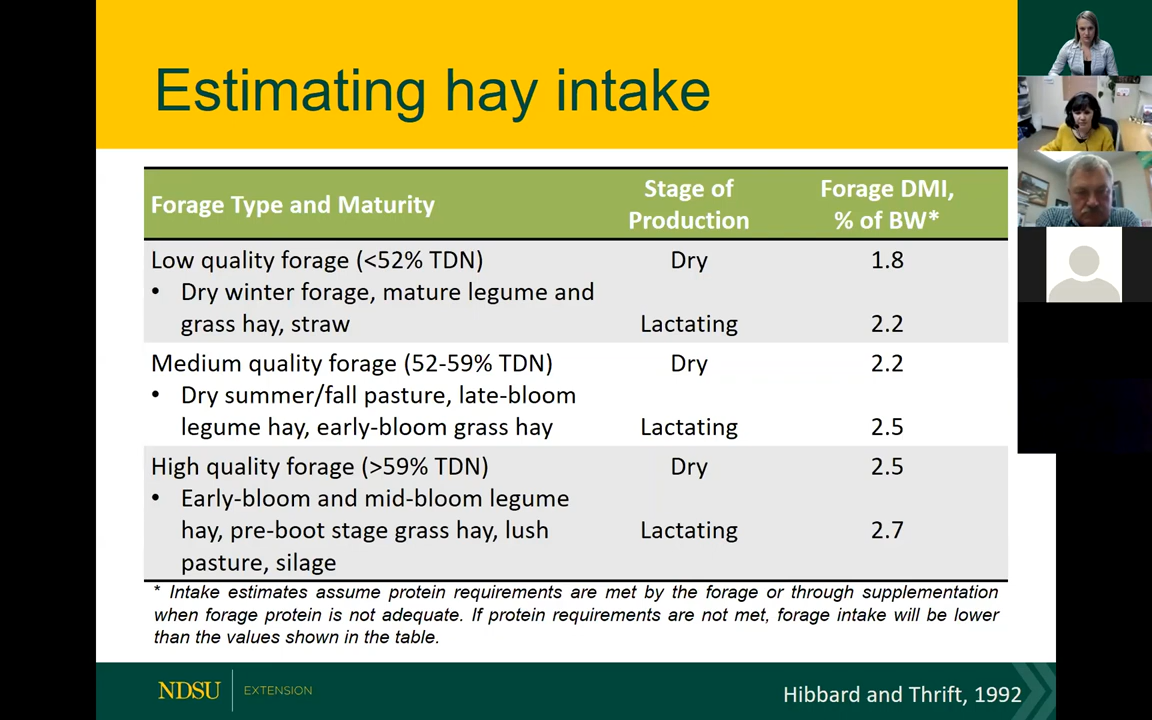 Estimating hay intake
Forage Type and Maturity
Stage of
Production
Forage DMI,
% of BW*
Low quality forage (<52% TDN)
Dry
1.8
• Dry winter forage, mature legume and
grass hay, straw
Lactating
2.2
Medium quality forage (52-59% TDN)
Dry
2.2
• Dry summer/fall pasture, late-bloom
legume hay, early-bloom grass hay
Lactating
2.5
High quality forage (>59% TDN)
Dry
2.5
• Early-bloom and mid-bloom legume
hay, pre-boot stage grass hay, lush
Lactating
2.7
pasture, silage
* Intake estimates assume protein requirements are met by the forage or through supplementation
when forage protein is not adequate. If protein requirements are not met, forage intake will be lower
than the values shown in the table.
NDSU
EXTENSION
Hibbard and Thrift, 1992